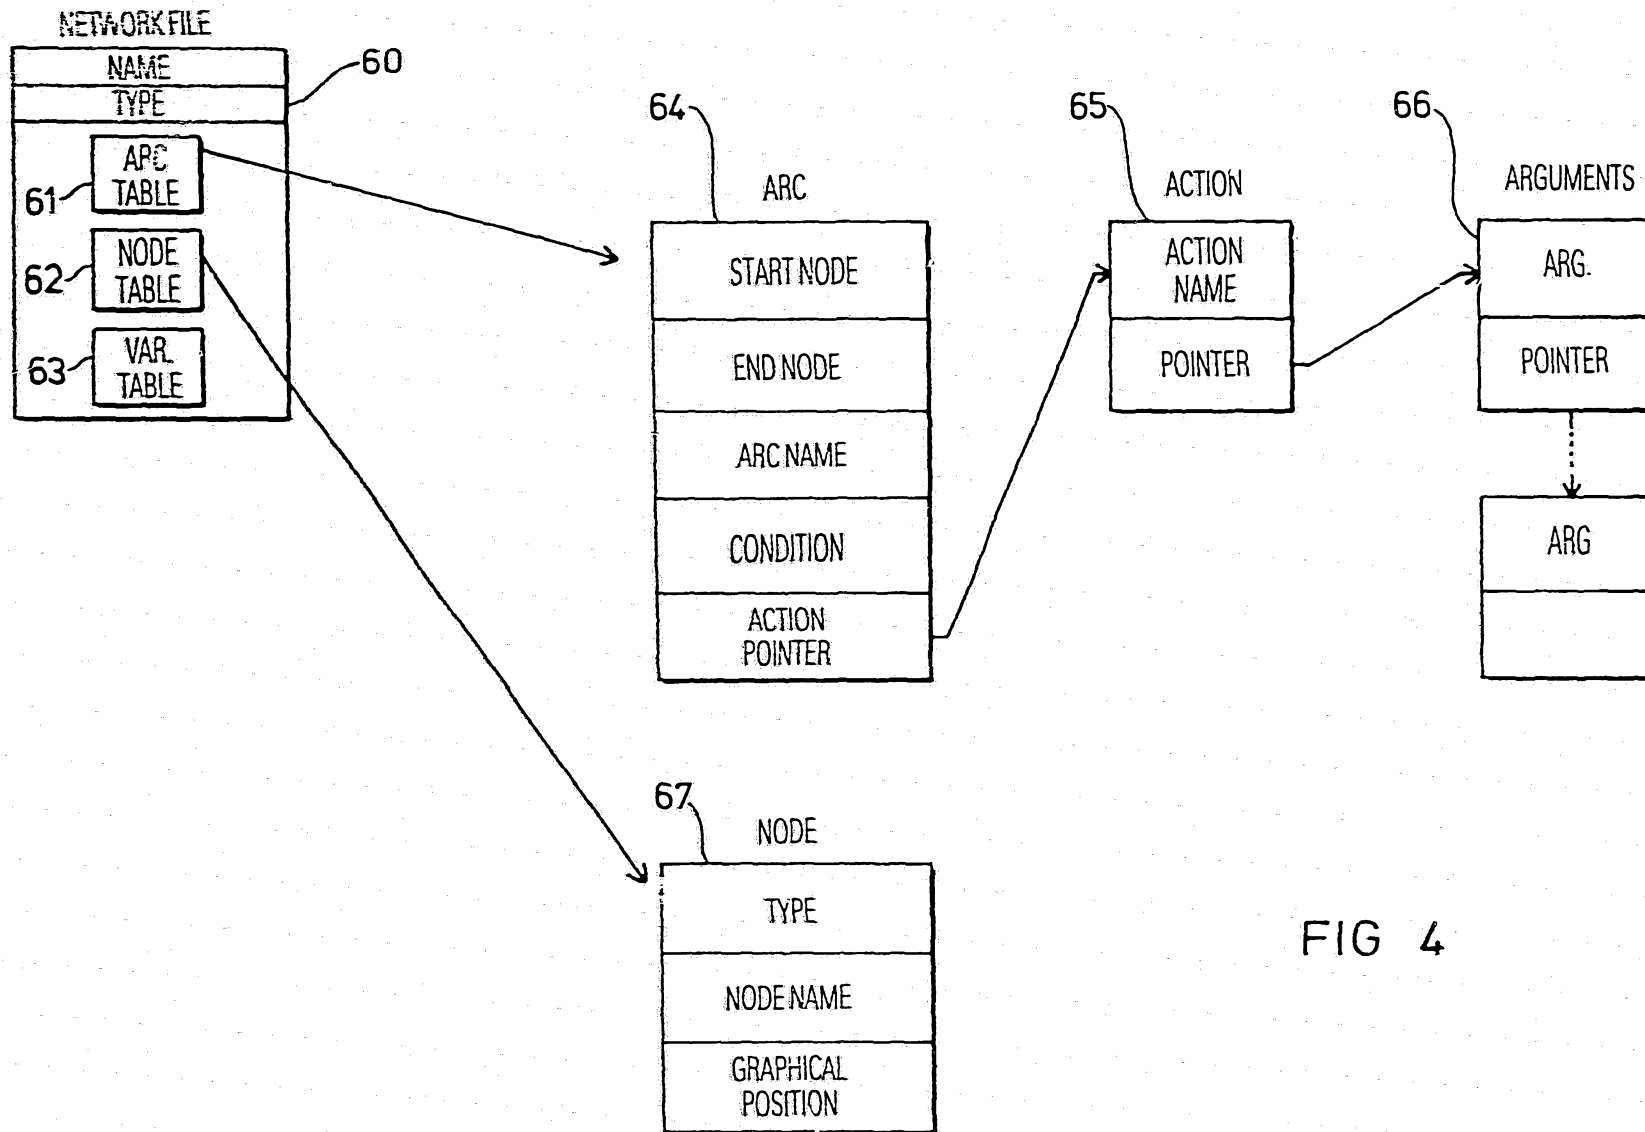 NETWORK FILE
NAME
TYPE
60
ARC
TABLE
61
NODE
TABLE
62
VAR.
TABLE
63
64
ARC
START NODE
END NODE
ARC NAME
CONDITION
ACTION
POINTER
65
ACTION
ACTION
NAME
POINTER
66
ARGUMENTS
ARG.
POINTER
ARG
67
NODE
TYPE
NODE NAME
GRAPHICAL
POSITION
FIG 4